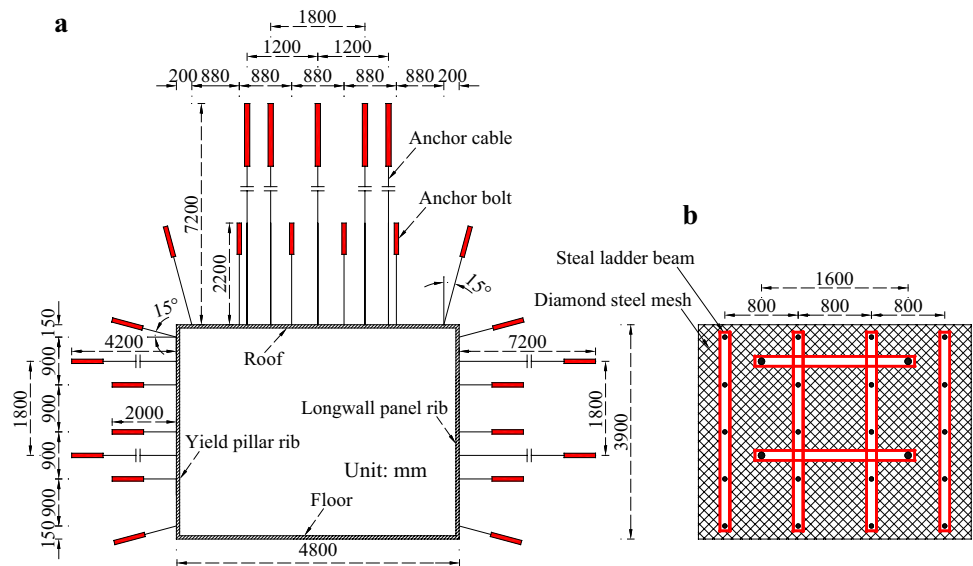 a
1800
1200 1200
200 880 880 880 880 880 200
Anchor cable
Anchor bolt
7200
2200
15°
15°
150
900
900
900
900
150
1800
4200
2000
Roof
7200
1800
Longwall panel rib
Yield pillar rib
Unit: mm
Floor
4800
3900
b
Steal ladder beam
Diamond steel mesh
1600
800 800 800